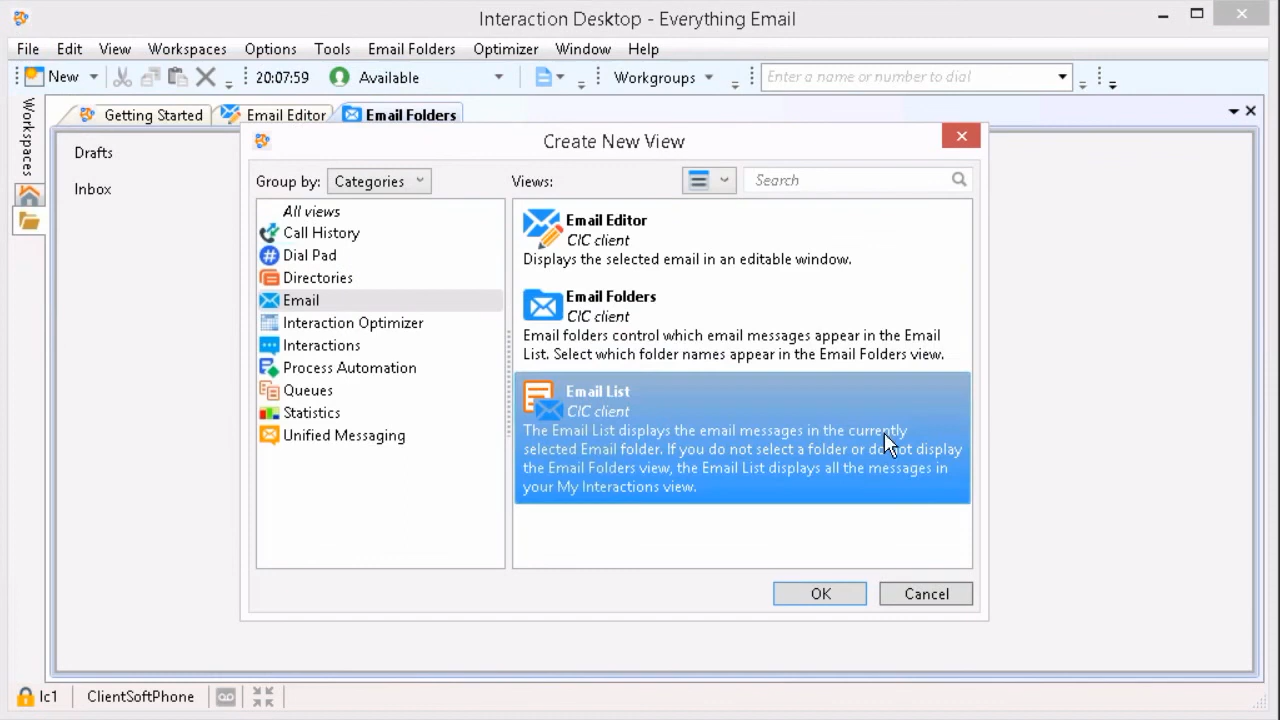 Interaction Desktop - Everything Email
File Edit View Workspaces Options Tools Email Folders Optimizer Window Help
New 20:07:59 Available Workgroups Enter a name or number to dial
Workspaces
Getting Started Email Editor Email Folders
Drafts
Inbox
Create New View
Group by: Categories Views: Search
All views
Call History
Dial Pad
Directories
Email
Interaction Optimizer
Interactions
Process Automation
Queues
Statistics
Unified Messaging
Email Editor
CIC client
Displays the selected email in an editable window.
Email Folders
CIC client
Email folders control which email messages appear in the Email
List. Select which folder names appear in the Email Folders view.
Email List
CIC client
The Email List displays the email messages in the currently
selected Email folder. If you do not select a folder or do not display
the Email Folders view, the Email List displays all the messages in
your My Interactions view.
OK Cancel
lc1 ClientSoftPhone